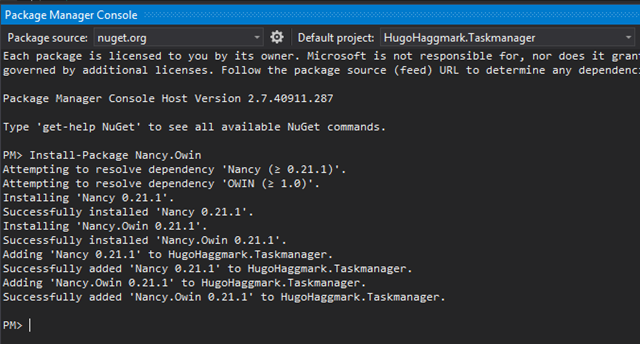 Package Manager Console
Package source: nuget.org Default project: HugoHaggmark.Taskmanager
Each package is licensed to you by its owner. Microsoft is not responsible for, nor does it gran
governed by additional licenses. Follow the package source (feed) URL to determine any dependenci
Package Manager Console Host Version 2.7.40911.287
Type 'get-help NuGet' to see all available NuGet commands.
PM> Install-Package Nancy.Owin
Attempting to resolve dependency 'Nancy (≥ 0.21.1)'.
Attempting to resolve dependency 'OWIN (≥ 1.0)'.
Installing 'Nancy 0.21.1'.
Successfully installed 'Nancy 0.21.1'.
Installing 'Nancy.Owin 0.21.1'.
Successfully installed 'Nancy.Owin 0.21.1'.
Adding 'Nancy 0.21.1' to HugoHaggmark.Taskmanager.
Successfully added 'Nancy 0.21.1' to HugoHaggmark.Taskmanager.
Adding 'Nancy.Owin 0.21.1' to HugoHaggmark.Taskmanager.
Successfully added 'Nancy.Owin 0.21.1' to HugoHaggmark.Taskmanager.
PM>